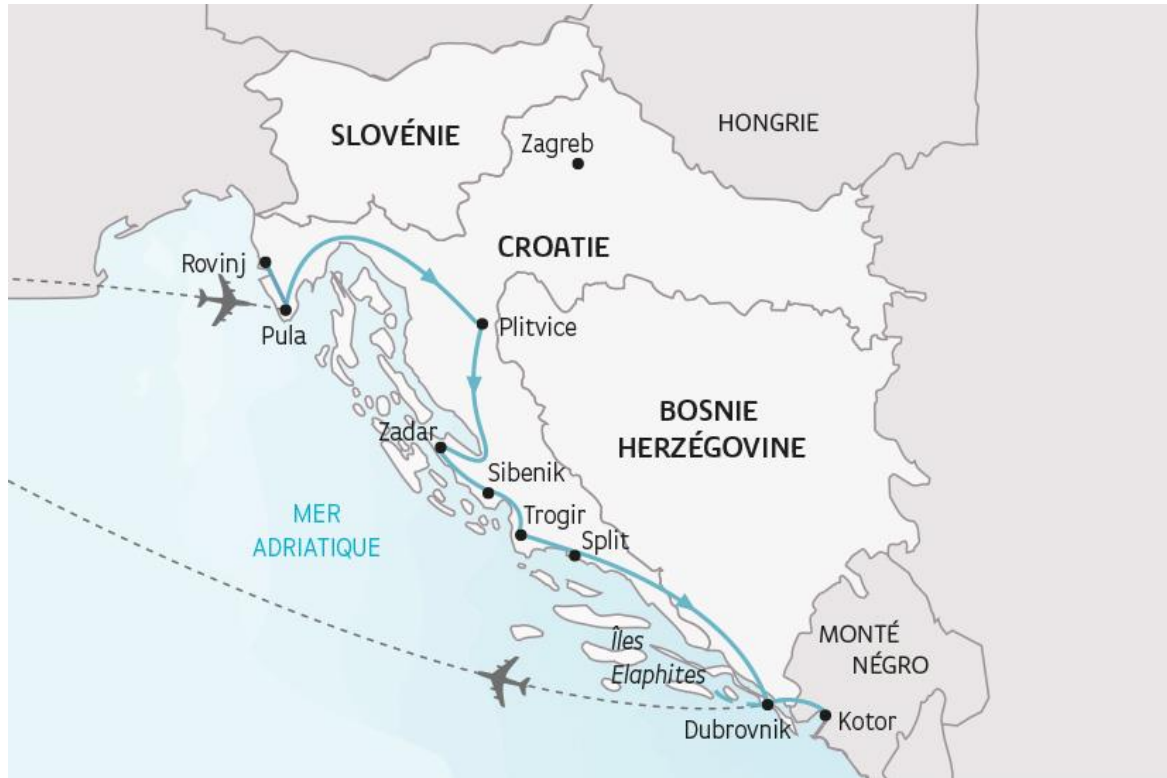 SLOVÉNIE
HONGRIE
Zagreb
CROATIE
Rovinj
Pula
Plitvice
BOSNIE
HERZÉGOVINE
Zadar
Sibenik
MER
ADRIATIQUE
Trogir
Split
Îles
Elaphites
MONTÉ
NÉGRO
Dubrovnik
Kotor